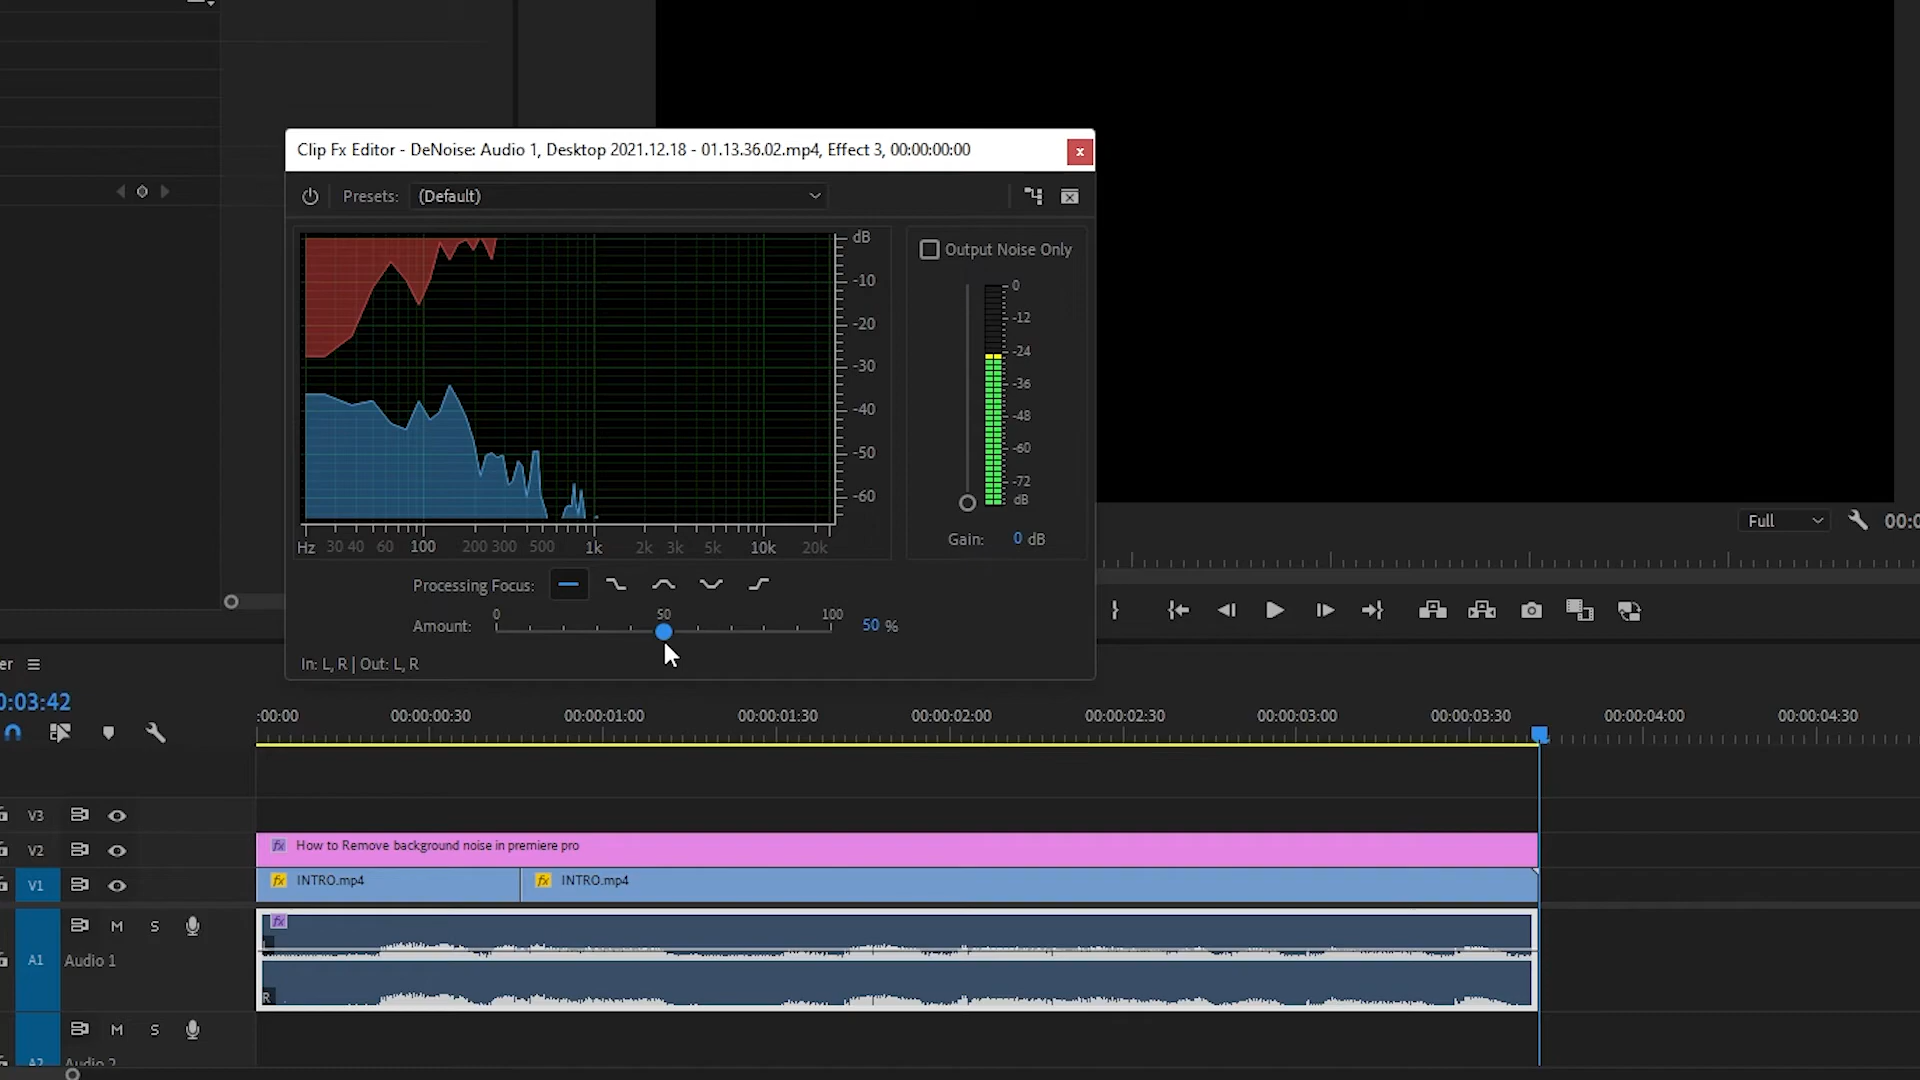 Clip Fx Editor - DeNoise: Audio 1, Desktop 2021.12.18 - 01.13.36.02.mp4, Effect 3, 00:00:00:00 x
Presets: (Default)
dB
-10
-20
-30
-40
-50
-60
Hz 30 40 60 100 200 300 500 1k 2k 3k 5k 10k 20k
Output Noise Only
0
-12
-24
-36
-48
-60
-72
dB
Gain: 0 dB
Processing Focus:
0 50 100
Amount: 50 %
In: L, R | Out: L, R
Full 00:0
er
0:03:42
:00:00 00:00:00:30 00:00:01:00 00:00:01:30 00:00:02:00 00:00:02:30 00:00:03:00 00:00:03:30 00:00:04:00 00:00:04:30
V3
V2 fx How to Remove background noise in premiere pro
V1 fx INTRO.mp4 fx INTRO.mp4
M S fx
L
A1 Audio 1
R
M S
A2 Audio 2